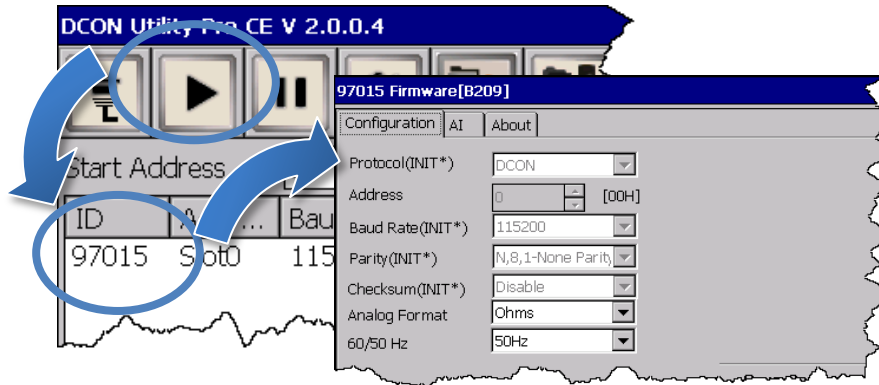 DCON Utility Pro CE V 2.0.0.4
Start Address
ID A... Bau
97015 Slot0 115
97015 Firmware[B209]
Configuration AI About
Protocol(INIT*) DCON
Address 0 [00H]
Baud Rate(INIT*) 115200
Parity(INIT*) N,8,1-None Parity
Checksum(INIT*) Disable
Analog Format Ohms
60/50 Hz 50Hz